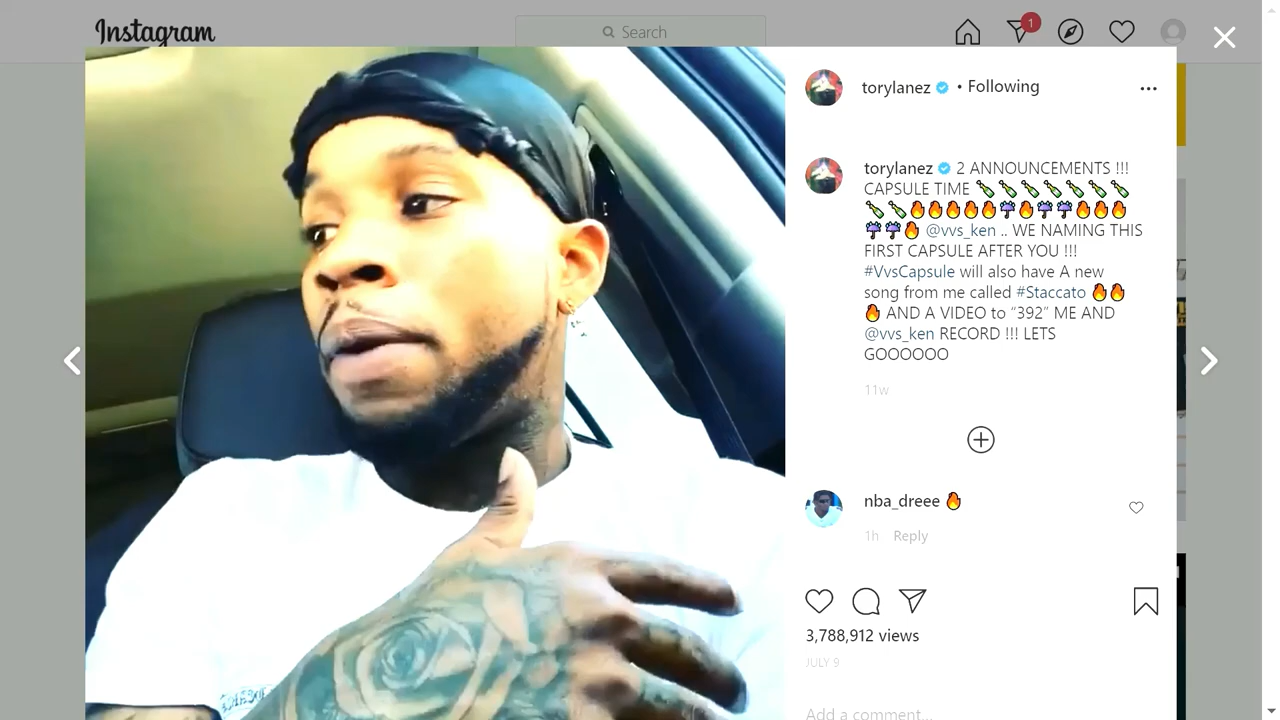 Instagram
Search
1
torylanez • Following
torylanez 2 ANNOUNCEMENTS !!!
CAPSULE TIME 🍾🍾🍾🍾🍾🍾🍾
🍾🍾🔥🔥🔥🔥🔥☔🔥☔☔🔥🔥🔥
☔☔🔥 @vvs_ken .. WE NAMING THIS
FIRST CAPSULE AFTER YOU !!!
#VvsCapsule will also have A new
song from me called #Staccato 🔥🔥
🔥 AND A VIDEO to “392” ME AND
@vvs_ken RECORD !!! LETS
GOOOOOO
11w
nba_dreee 🔥
1h Reply
3,788,912 views
JULY 9
Add a comment...